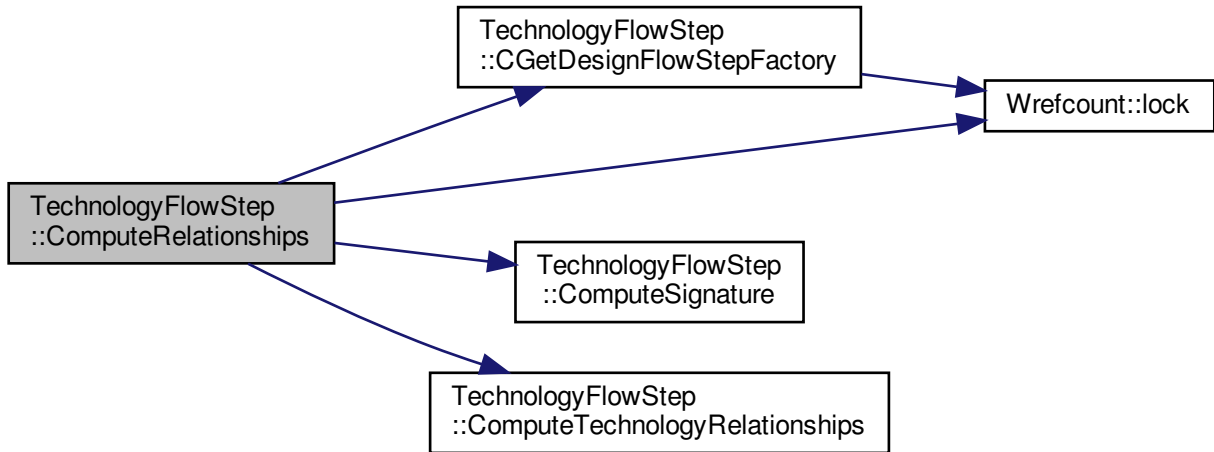 TechnologyFlowStep
::CGetDesignFlowStepFactory
Wrefcount::lock
TechnologyFlowStep
::ComputeRelationships
TechnologyFlowStep
::ComputeSignature
TechnologyFlowStep
::ComputeTechnologyRelationships